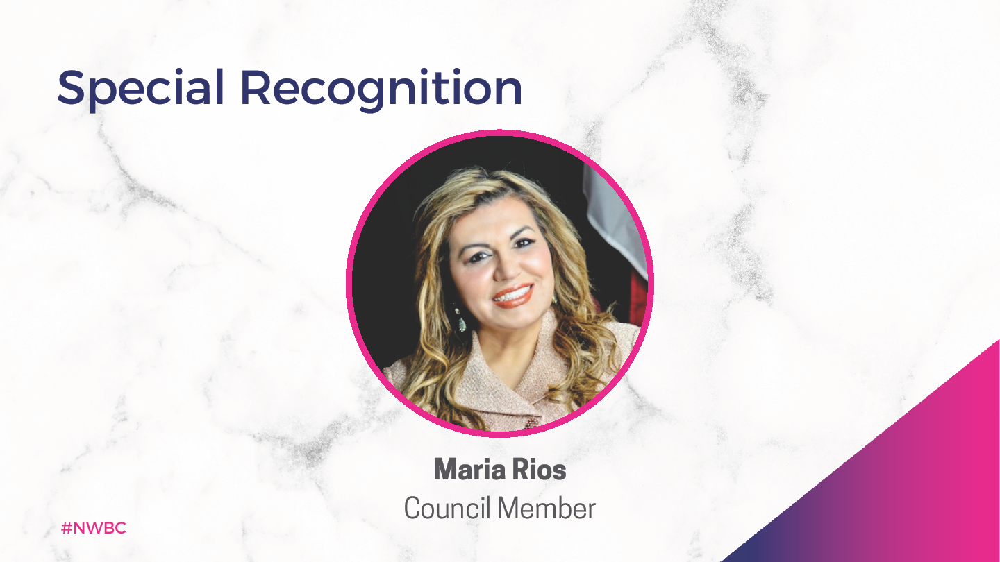 Special Recognition
Maria Rios
Council Member
#NWBC